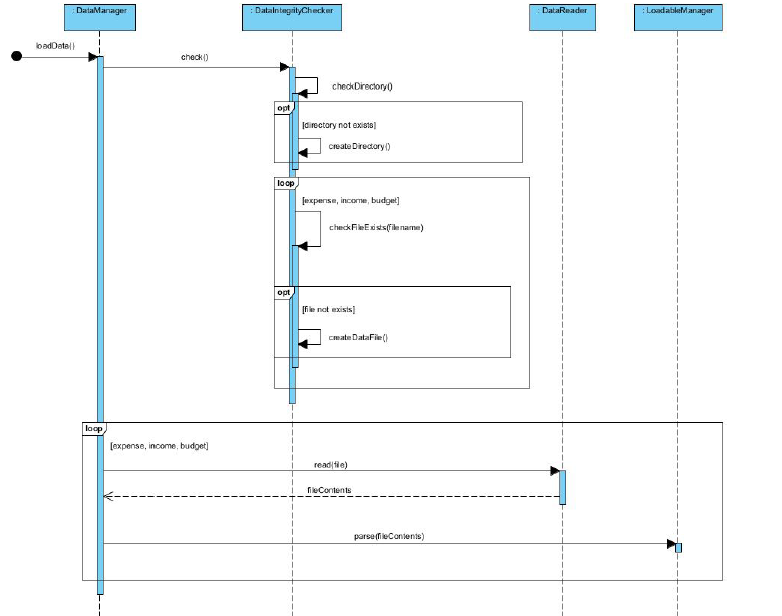 : DataManager
: DataIntegrityChecker
: DataReader
: LoadableManager
loadData()
check()
checkDirectory()
opt
[directory not exists]
createDirectory()
loop
[expense, income, budget]
checkFileExists(filename)
opt
[file not exists]
createDataFile()
loop
[expense, income, budget]
read(file)
fileContents
parse(fileContents)